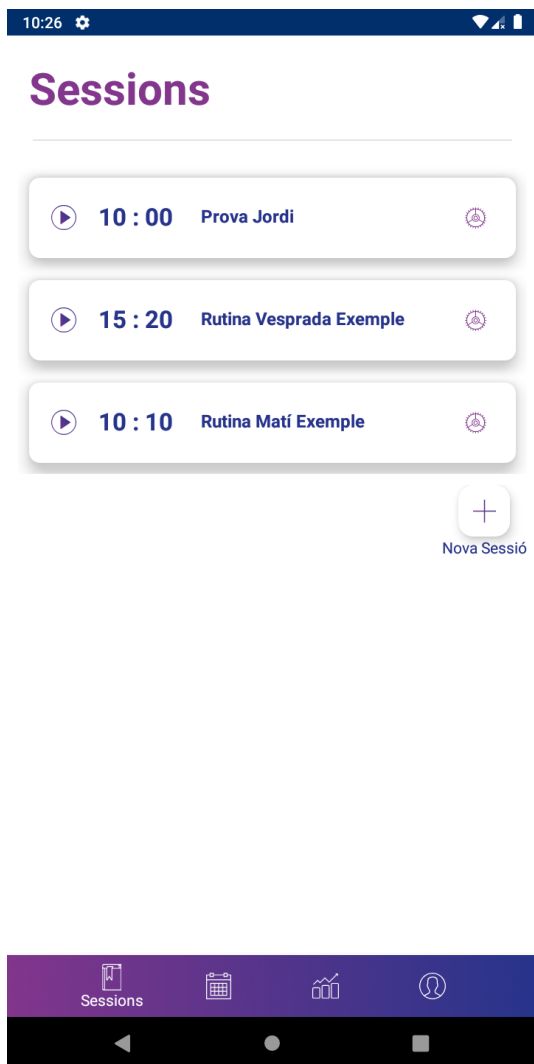 10:26
Sessions
10 : 00 Prova Jordi
15 : 20 Rutina Vesprada Exemple
10 : 10 Rutina Matí Exemple
Nova Sessió
Sessions